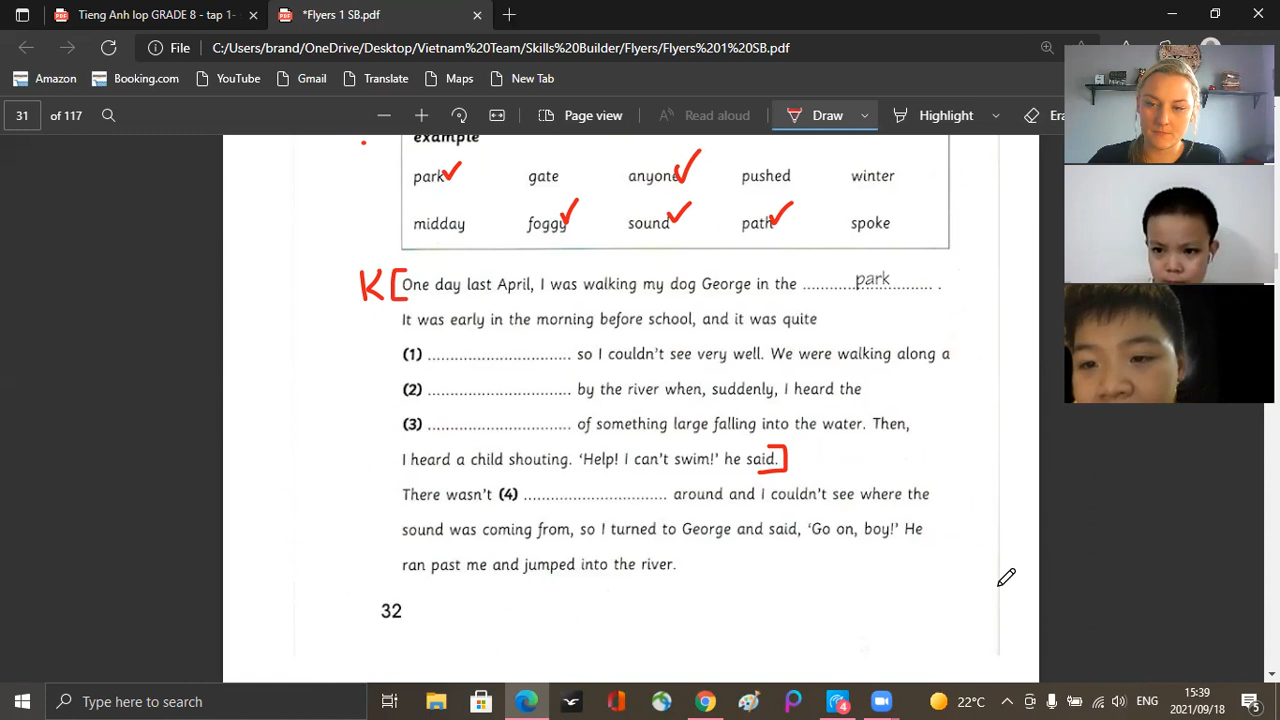 Tieng Anh lop GRADE 8 - tap 1-
*Flyers 1 SB.pdf
File
C:/Users/brand/OneDrive/Desktop/Vietnam%20Team/Skills%20Builder/Flyers/Flyers%201%20SB.pdf
Amazon
Booking.com
YouTube
Gmail
Translate
Maps
New Tab
31 of 117
Page view
Read aloud
Draw
Highlight
Era
example
park gate anyone pushed winter
midday foggy sound path spoke
K [One day last April, I was walking my dog George in the ..............park.............. .
It was early in the morning before school, and it was quite
(1) .............................. so I couldn't see very well. We were walking along a
(2) .............................. by the river when, suddenly, I heard the
(3) .............................. of something large falling into the water. Then,
I heard a child shouting. 'Help! I can't swim!' he said.]
There wasn't (4) .............................. around and I couldn't see where the
sound was coming from, so I turned to George and said, 'Go on, boy!' He
ran past me and jumped into the river.
32
Type here to search
4
22°C
ENG
15:39
2021/09/18
5